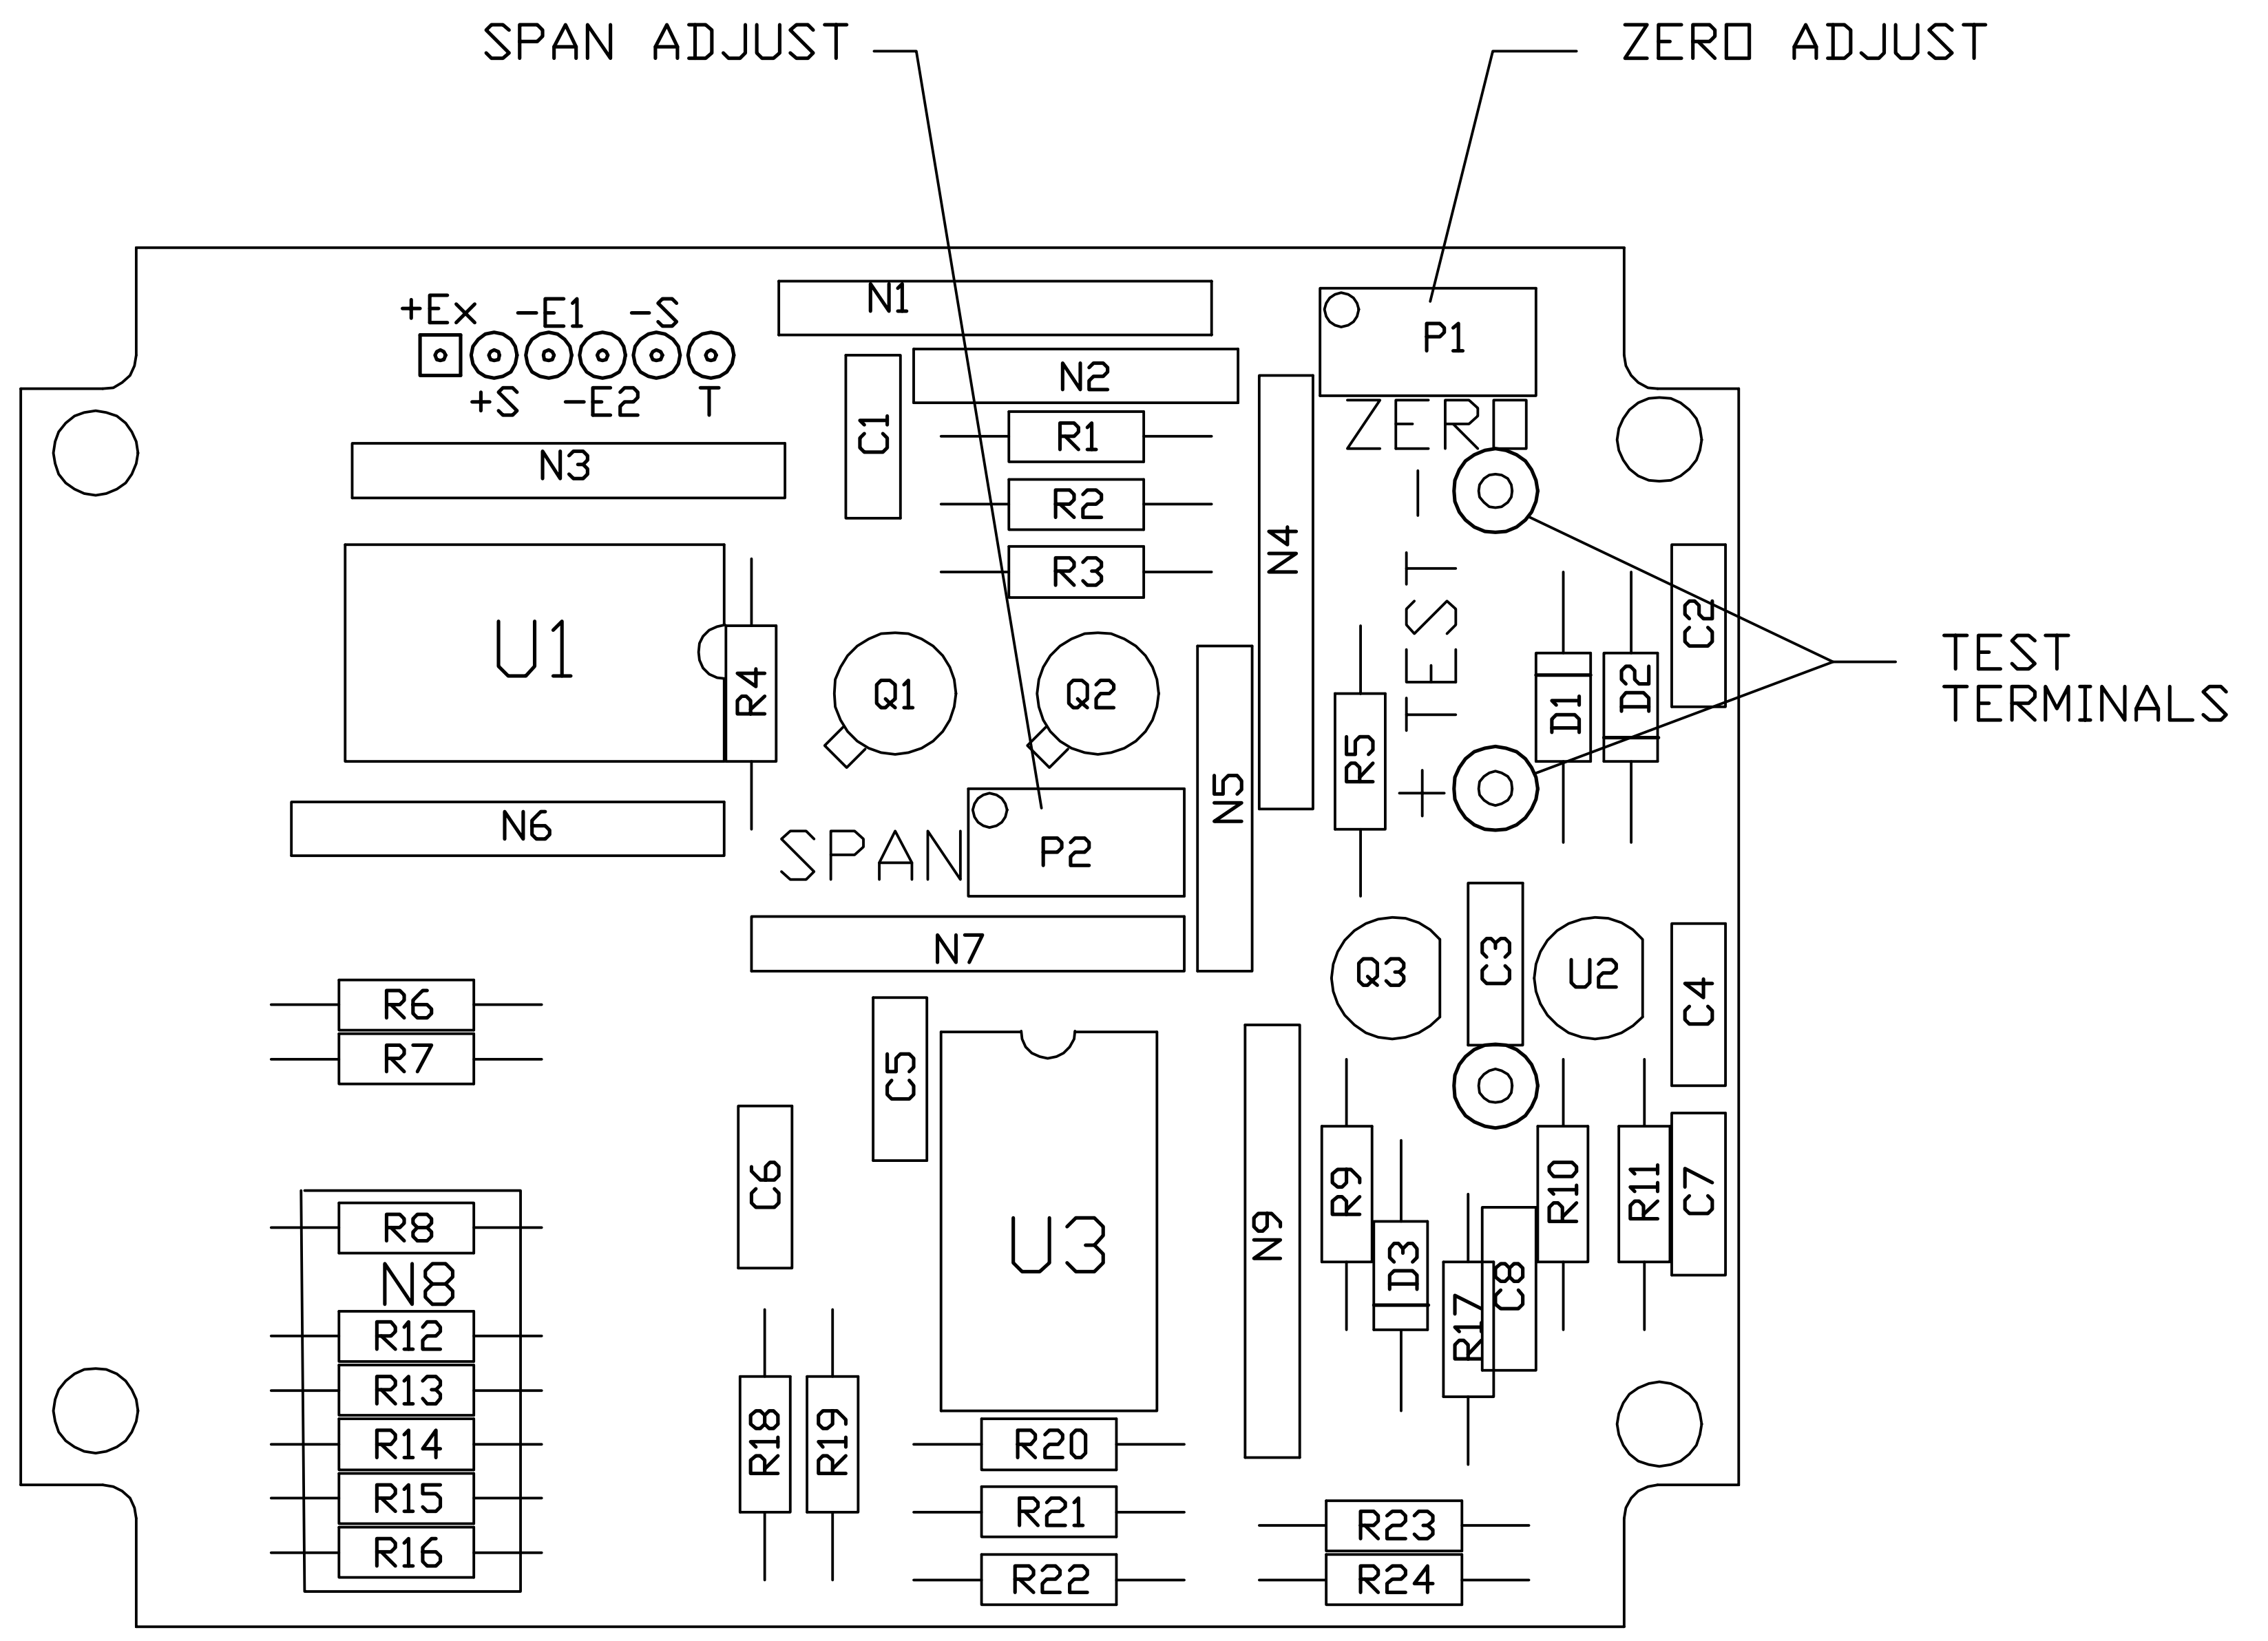 SPAN ADJUST
ZERO ADJUST
+Ex -E1 -S
+S -E2 T
N1
P1
N2
C1
R1
ZERO
N3
R2
R3
N4
- TEST +
U1
R4
Q1
Q2
C2
D1
D2
TEST
TERMINALS
R5
N5
N6
SPAN
P2
N7
Q3
C3
U2
C4
R6
R7
C5
C6
U3
N9
R9
R10
R11
C7
R8
N8
D3
R17
C8
R12
R13
R14
R15
R16
R18
R19
R20
R21
R22
R23
R24